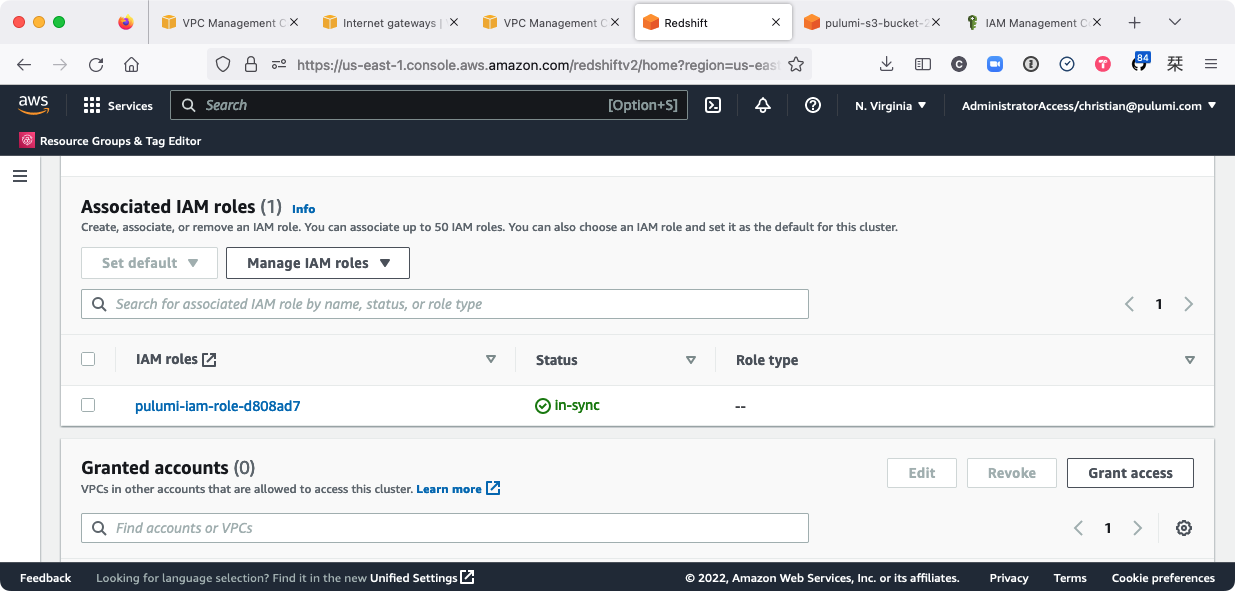 VPC Management C
Internet gateways |
VPC Management C
Redshift
pulumi-s3-bucket-2
IAM Management C
https://us-east-1.console.aws.amazon.com/redshiftv2/home?region=us-eas
84
aws
Services
Search
[Option+S]
N. Virginia
AdministratorAccess/christian@pulumi.com
Resource Groups & Tag Editor
Associated IAM roles (1) Info
Create, associate, or remove an IAM role. You can associate up to 50 IAM roles. You can also choose an IAM role and set it as the default for this cluster.
Set default
Manage IAM roles
Search for associated IAM role by name, status, or role type
1
IAM roles
Status
Role type
pulumi-iam-role-d808ad7
in-sync
--
Granted accounts (0)
VPCs in other accounts that are allowed to access this cluster. Learn more
Edit
Revoke
Grant access
Find accounts or VPCs
1
Feedback
Looking for language selection? Find it in the new Unified Settings
© 2022, Amazon Web Services, Inc. or its affiliates.
Privacy
Terms
Cookie preferences